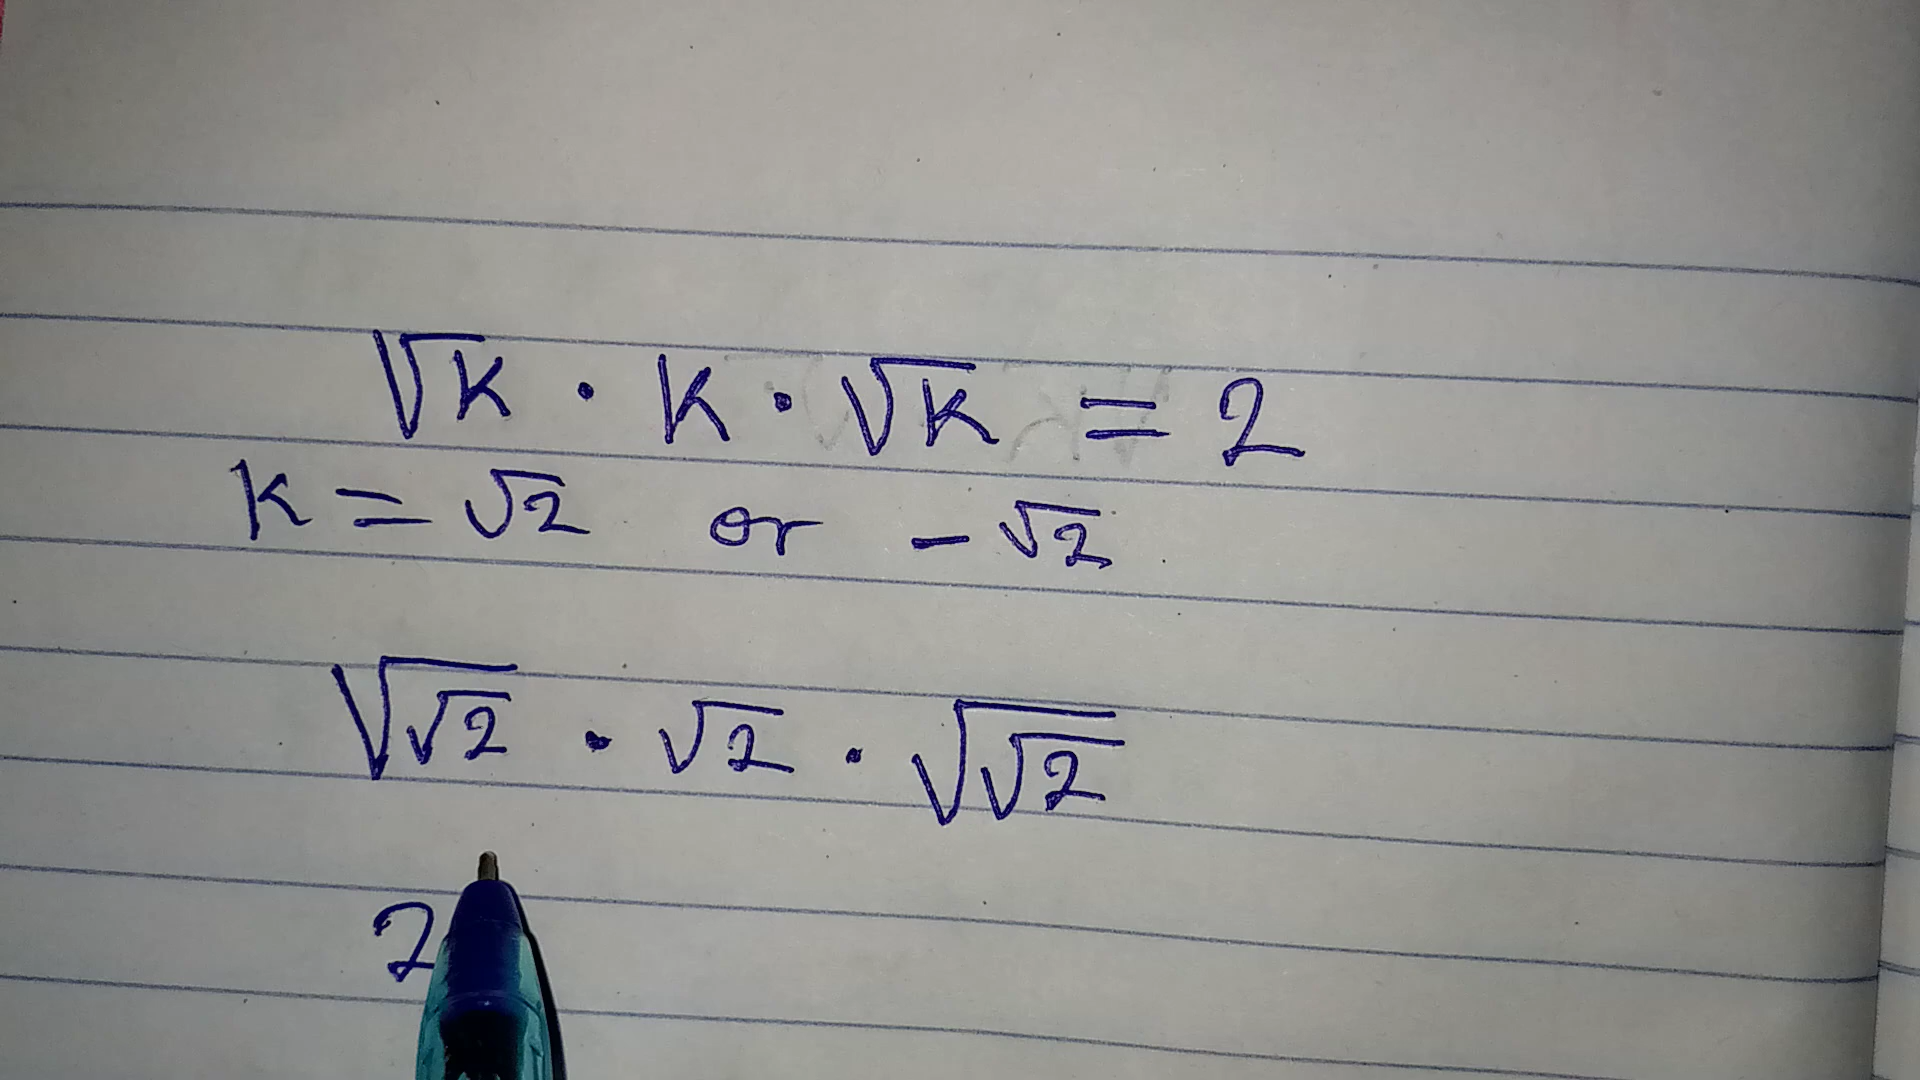 √k · k · √k = 2
k = √2 or - √2
√√2 · √2 · √√2
2